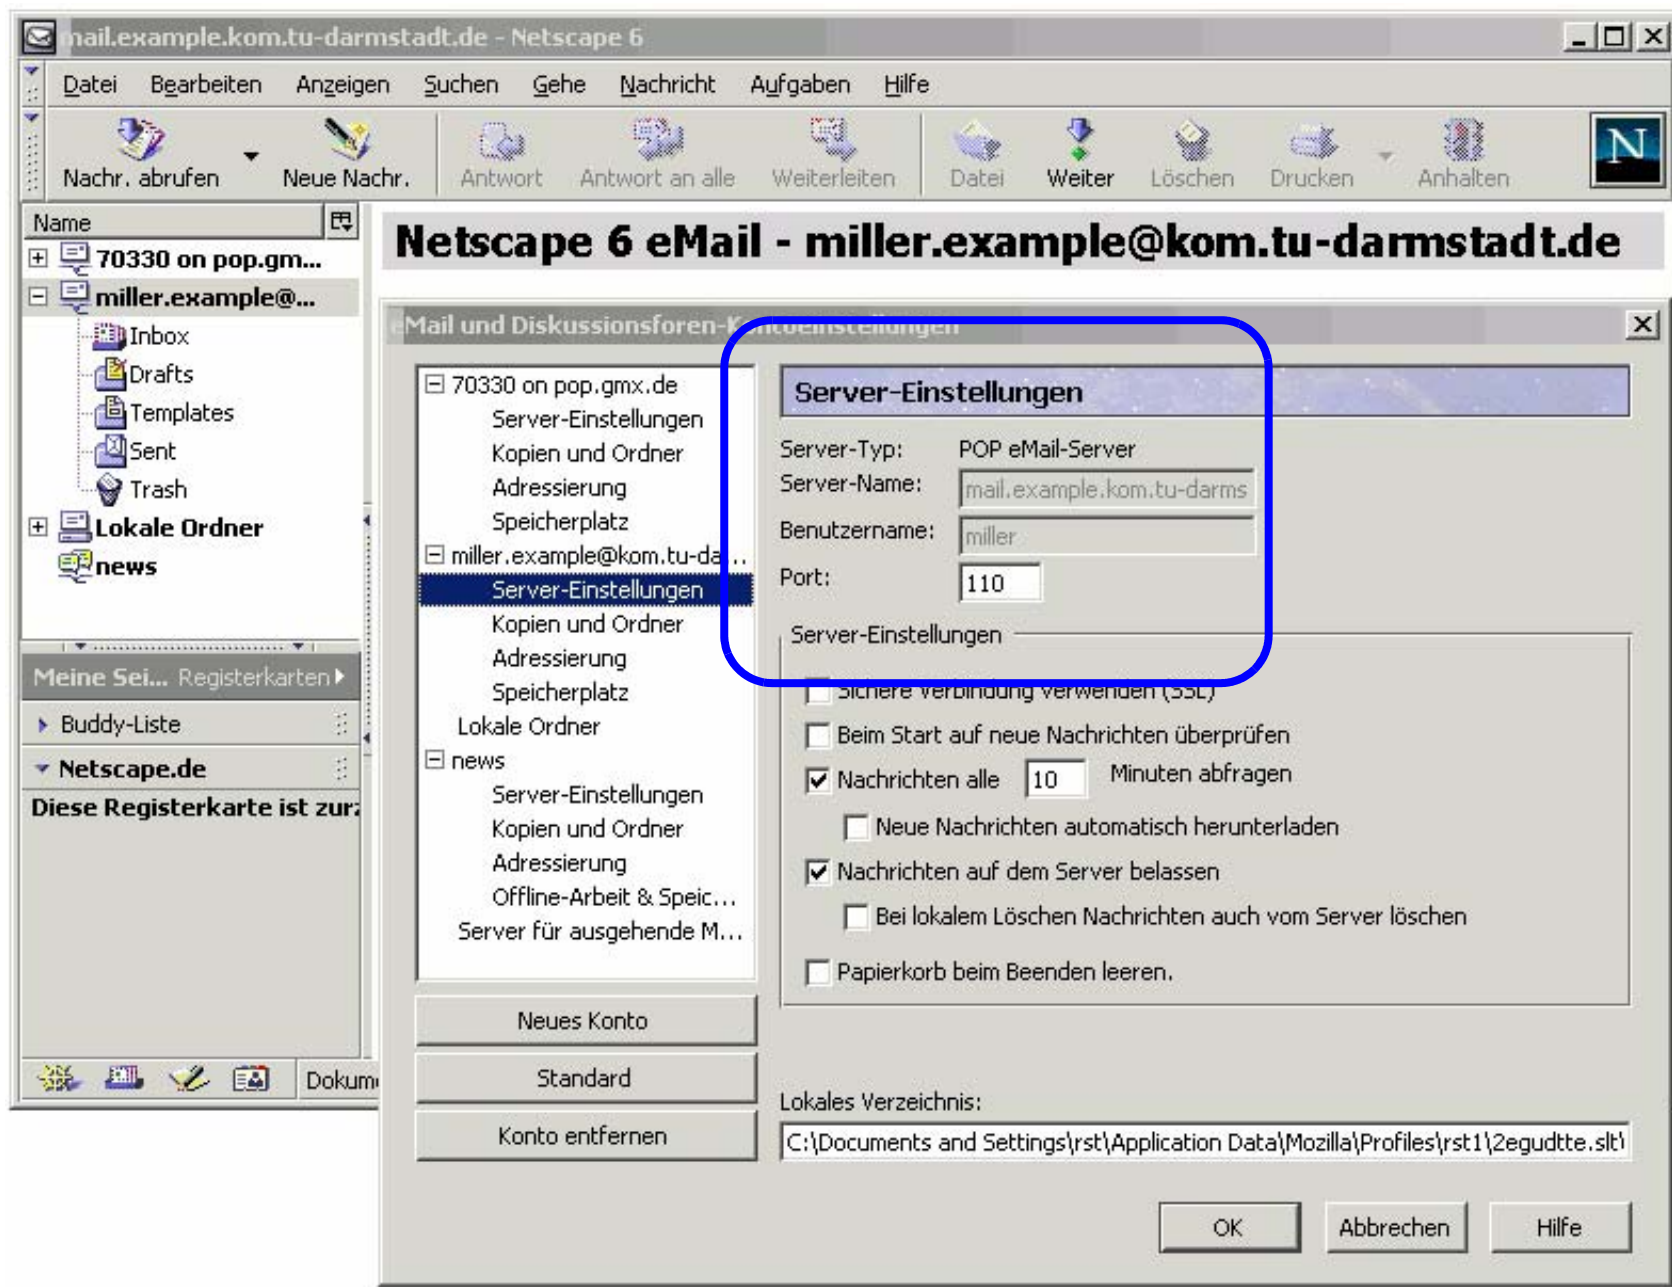 mail.example.kom.tu-darmstadt.de - Netscape 6
Datei Bearbeiten Anzeigen Suchen Gehe Nachricht Aufgaben Hilfe
Nachr. abrufen Neue Nachr. Antwort Antwort an alle Weiterleiten Datei Weiter Löschen Drucken Anhalten
N
Name
70330 on pop.gm...
miller.example@...
Inbox
Drafts
Templates
Sent
Trash
Lokale Ordner
news
Meine Sei... Registerkarten
Buddy-Liste
Netscape.de
Diese Registerkarte ist zurz
Dokum
Netscape 6 eMail - miller.example@kom.tu-darmstadt.de
eMail und Diskussionsforen-Kontoeinstellungen
70330 on pop.gmx.de
Server-Einstellungen
Kopien und Ordner
Adressierung
Speicherplatz
miller.example@kom.tu-da...
Server-Einstellungen
Kopien und Ordner
Adressierung
Speicherplatz
Lokale Ordner
news
Server-Einstellungen
Kopien und Ordner
Adressierung
Offline-Arbeit & Speic...
Server für ausgehende M...
Neues Konto
Standard
Konto entfernen
Server-Einstellungen
Server-Typ: POP eMail-Server
Server-Name: mail.example.kom.tu-darms
Benutzername: miller
Port: 110
Server-Einstellungen
Sichere Verbindung verwenden (SSL)
Beim Start auf neue Nachrichten überprüfen
Nachrichten alle 10 Minuten abfragen
Neue Nachrichten automatisch herunterladen
Nachrichten auf dem Server belassen
Bei lokalem Löschen Nachrichten auch vom Server löschen
Papierkorb beim Beenden leeren.
Lokales Verzeichnis:
C:\Documents and Settings\rst\Application Data\Mozilla\Profiles\rst1\2egudtte.slt\
OK Abbrechen Hilfe